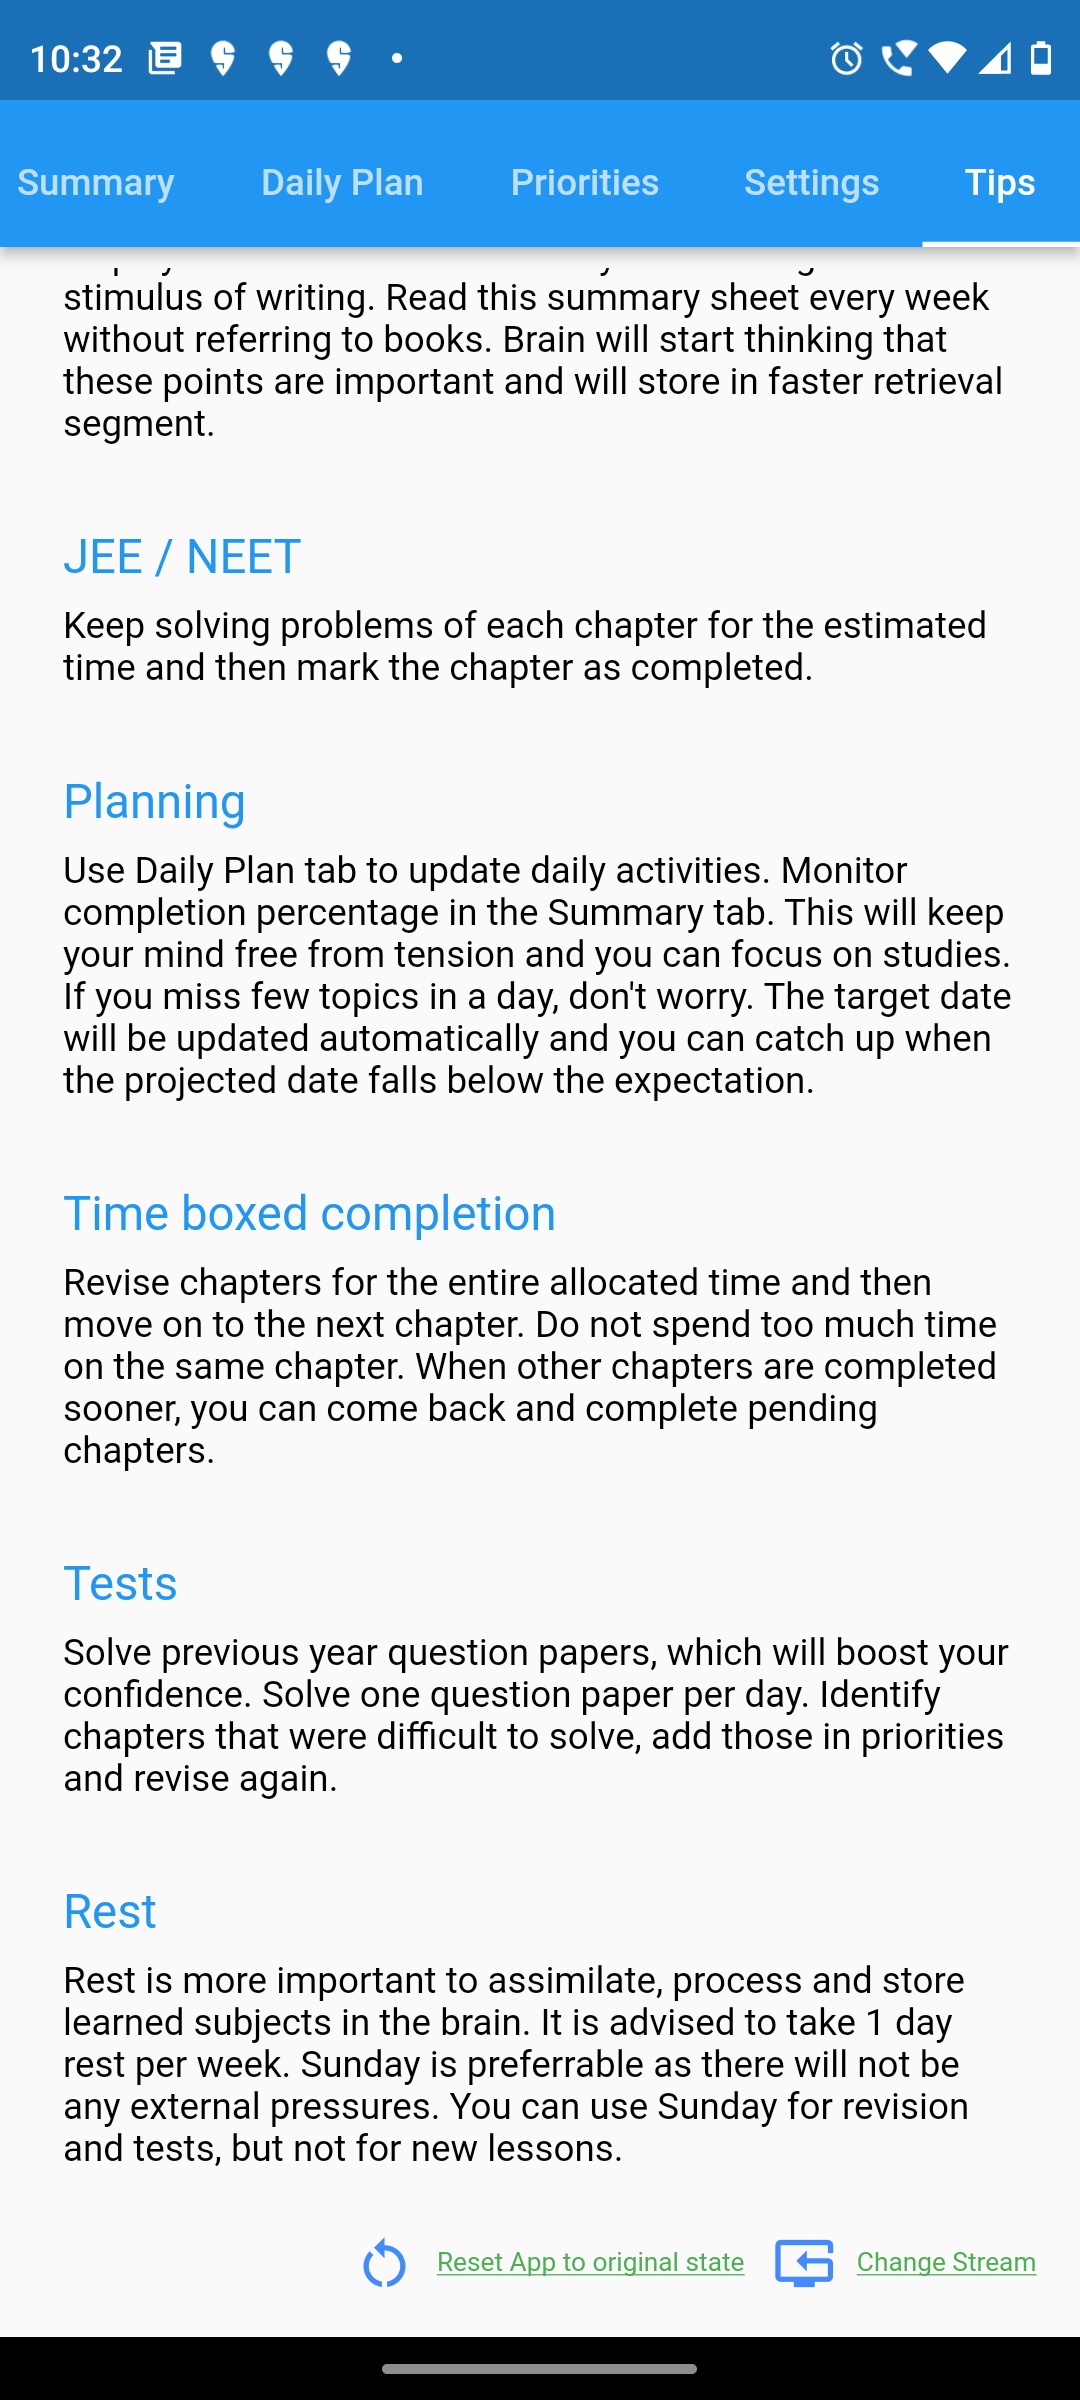 10:32
Summary Daily Plan Priorities Settings Tips
stimulus of writing. Read this summary sheet every week
without referring to books. Brain will start thinking that
these points are important and will store in faster retrieval
segment.
JEE / NEET
Keep solving problems of each chapter for the estimated
time and then mark the chapter as completed.
Planning
Use Daily Plan tab to update daily activities. Monitor
completion percentage in the Summary tab. This will keep
your mind free from tension and you can focus on studies.
If you miss few topics in a day, don't worry. The target date
will be updated automatically and you can catch up when
the projected date falls below the expectation.
Time boxed completion
Revise chapters for the entire allocated time and then
move on to the next chapter. Do not spend too much time
on the same chapter. When other chapters are completed
sooner, you can come back and complete pending
chapters.
Tests
Solve previous year question papers, which will boost your
confidence. Solve one question paper per day. Identify
chapters that were difficult to solve, add those in priorities
and revise again.
Rest
Rest is more important to assimilate, process and store
learned subjects in the brain. It is advised to take 1 day
rest per week. Sunday is preferrable as there will not be
any external pressures. You can use Sunday for revision
and tests, but not for new lessons.
Reset App to original state Change Stream